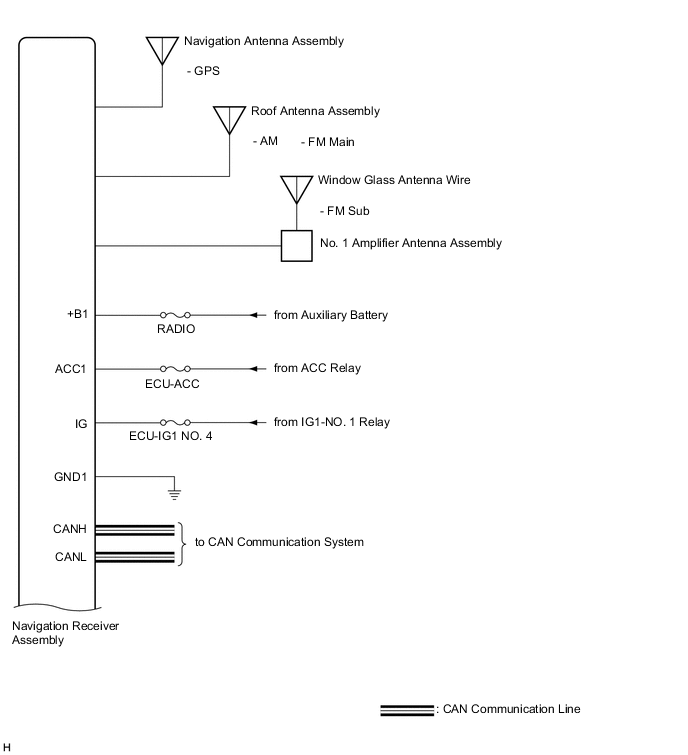 Navigation Antenna Assembly
- GPS
Roof Antenna Assembly
- AM - FM Main
Window Glass Antenna Wire
- FM Sub
No. 1 Amplifier Antenna Assembly
+B1
RADIO
from Auxiliary Battery
ACC1
ECU-ACC
from ACC Relay
IG
ECU-IG1 NO. 4
from IG1-NO. 1 Relay
GND1
CANH
CANL
to CAN Communication System
Navigation Receiver
Assembly
: CAN Communication Line
H